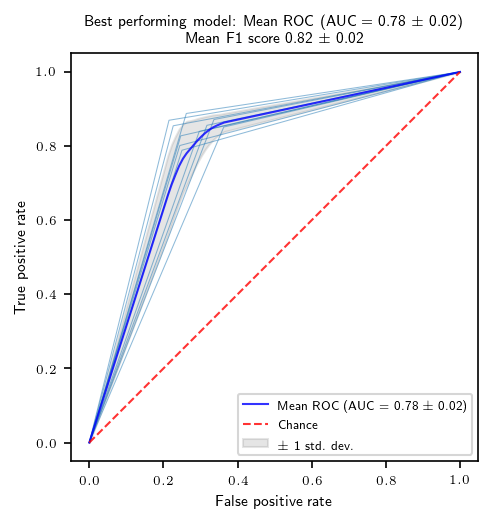 Best performing model: Mean ROC (AUC = 0.78 ± 0.02)
Mean F1 score 0.82 ± 0.02
True positive rate
1.0
0.8
0.6
0.4
0.2
0.0
Mean ROC (AUC = 0.78 ± 0.02)
Chance
± 1 std. dev.
0.0 0.2 0.4 0.6 0.8 1.0
False positive rate